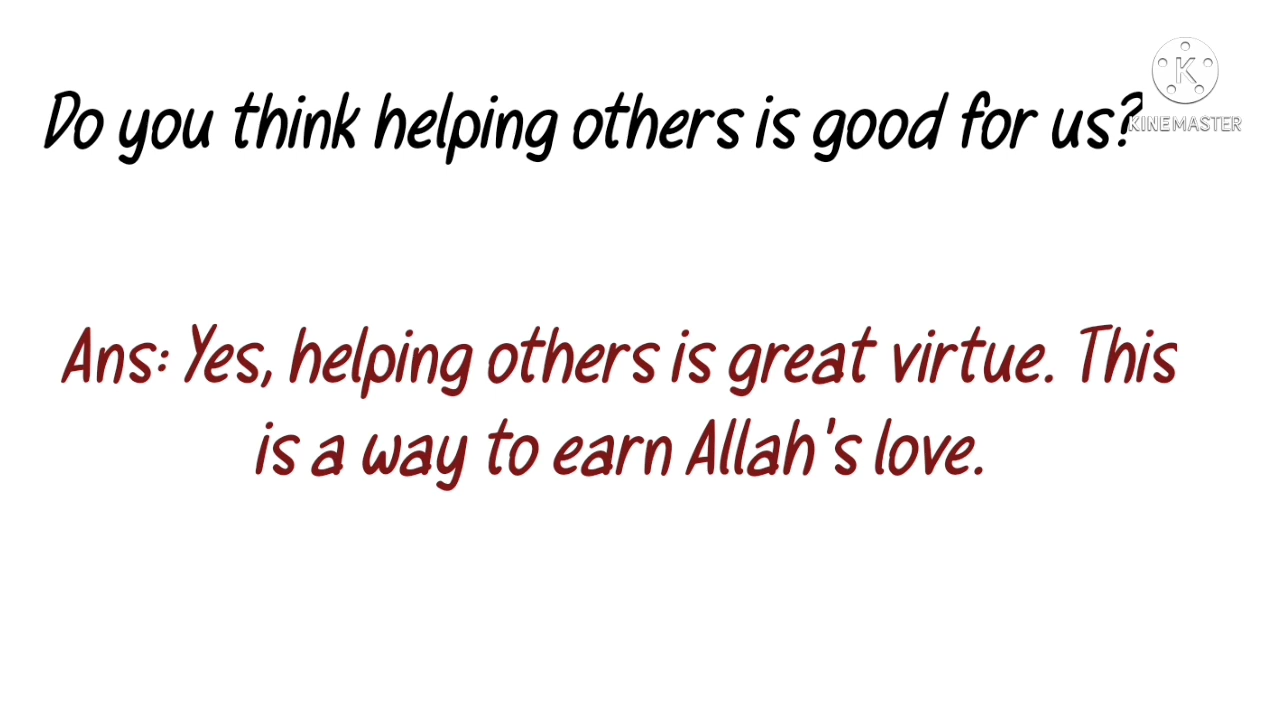 Do you think helping others is good for us?
KINEMASTER
Ans: Yes, helping others is great virtue. This
is a way to earn Allah's love.